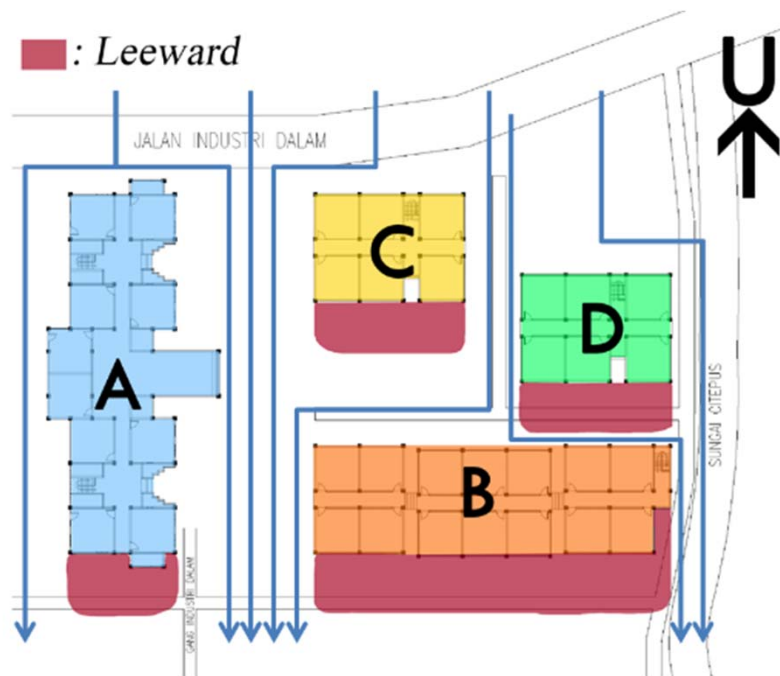 : Leeward
U
JALAN INDUSTRI DALAM
C
D
A
B
SUNGAI CITEPUS
GANG INDUSTRI DALAM